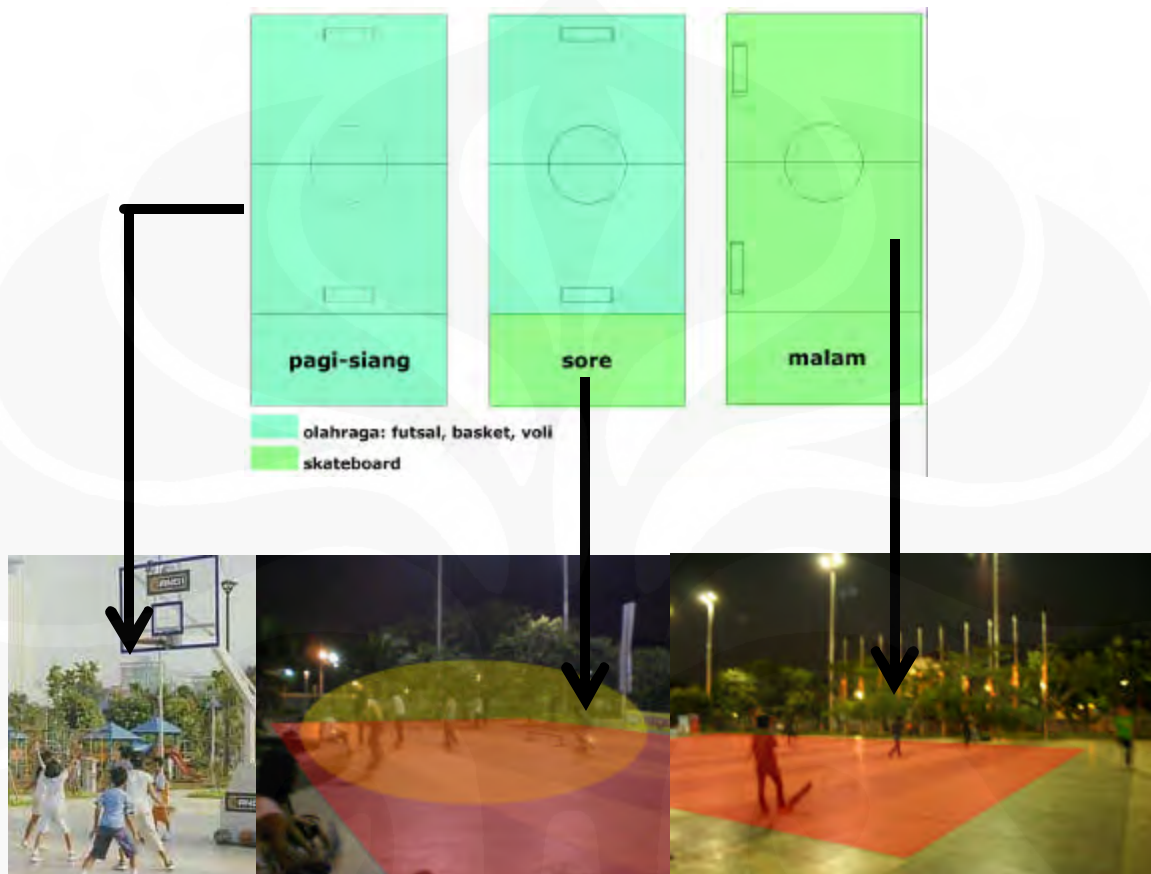 pagi-siang
sore
malam
olahraga: futsal, basket, voli
skateboard